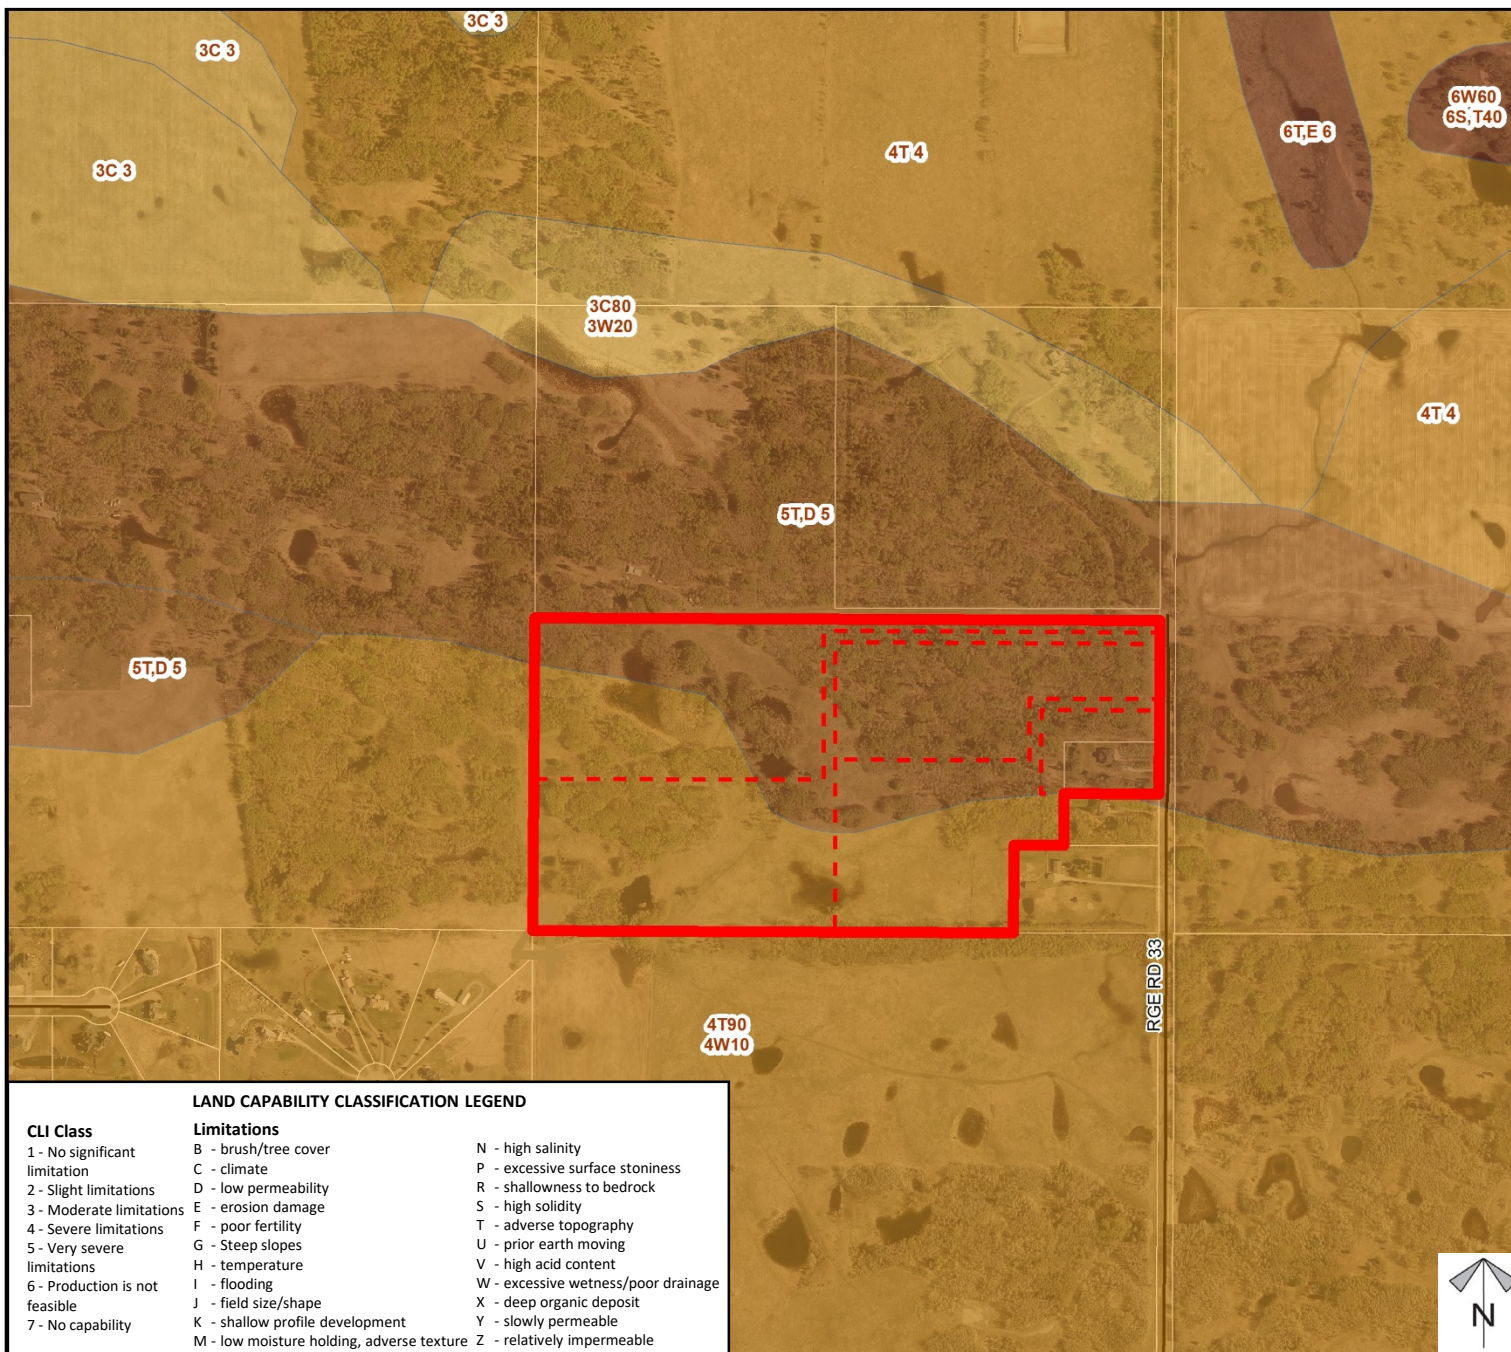 3C 3
3C 3
3C 3
4T 4
6T,E 6
6W60
6S,T40
3C80
3W20
4T 4
5T,D 5
5T,D 5
4T90
4W10
RGE RD 33
LAND CAPABILITY CLASSIFICATION LEGEND
CLI Class
1 - No significant
limitation
2 - Slight limitations
3 - Moderate limitations
4 - Severe limitations
5 - Very severe
limitations
6 - Production is not
feasible
7 - No capability
Limitations
B - brush/tree cover
C - climate
D - low permeability
E - erosion damage
F - poor fertility
G - Steep slopes
H - temperature
I - flooding
J - field size/shape
K - shallow profile development
M - low moisture holding, adverse texture
N - high salinity
P - excessive surface stoniness
R - shallowness to bedrock
S - high solidity
T - adverse topography
U - prior earth moving
V - high acid content
W - excessive wetness/poor drainage
X - deep organic deposit
Y - slowly permeable
Z - relatively impermeable
N